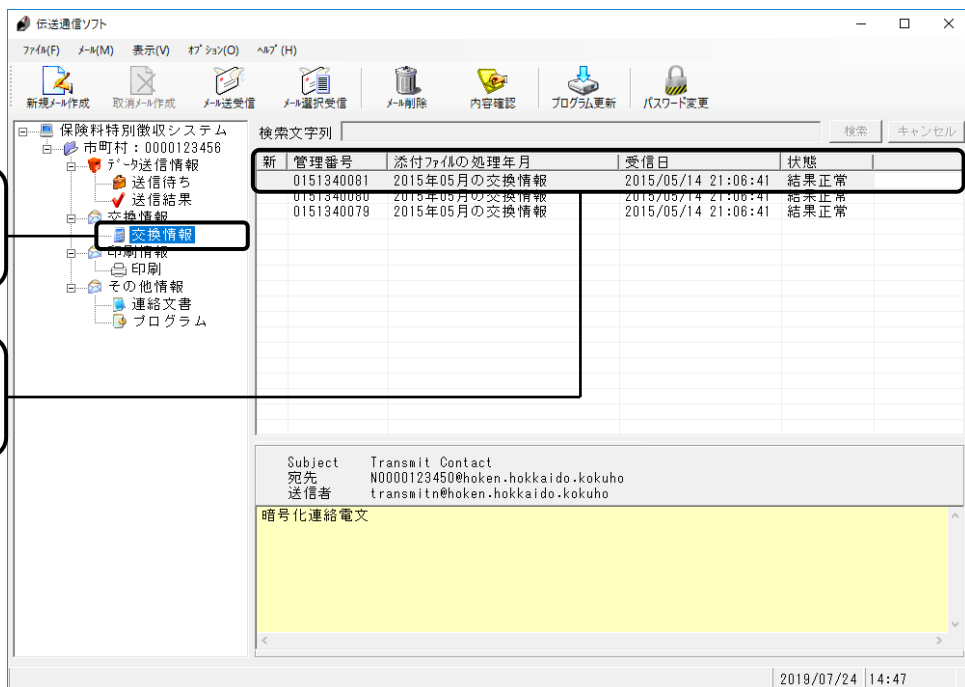 伝送通信ソフト
ファイル(F) メール(M) 表示(V) オプション(O) ヘルプ(H)
新規メール作成 取消メール作成 メール送受信 メール選択受信 メール削除 内容確認 プログラム更新 パスワード変更
検索文字列 検索 キャンセル
保険料特別徴収システム
市町村：0000123456
データ送信情報
送信待ち
送信結果
交換情報
交換情報
印刷情報
印刷
その他情報
連絡文書
プログラム
新 管理番号 添付ファイルの処理年月 受信日 状態
0151340081 2015年05月の交換情報 2015/05/14 21:06:41 結果正常
0151340080 2015年05月の交換情報 2015/05/14 21:06:41 結果正常
0151340079 2015年05月の交換情報 2015/05/14 21:06:41 結果正常
Subject Transmit Contact
宛先 N0000123450@hoken.hokkaido.kokuho
送信者 transmitn@hoken.hokkaido.kokuho
暗号化連絡電文
2019/07/24 14:47